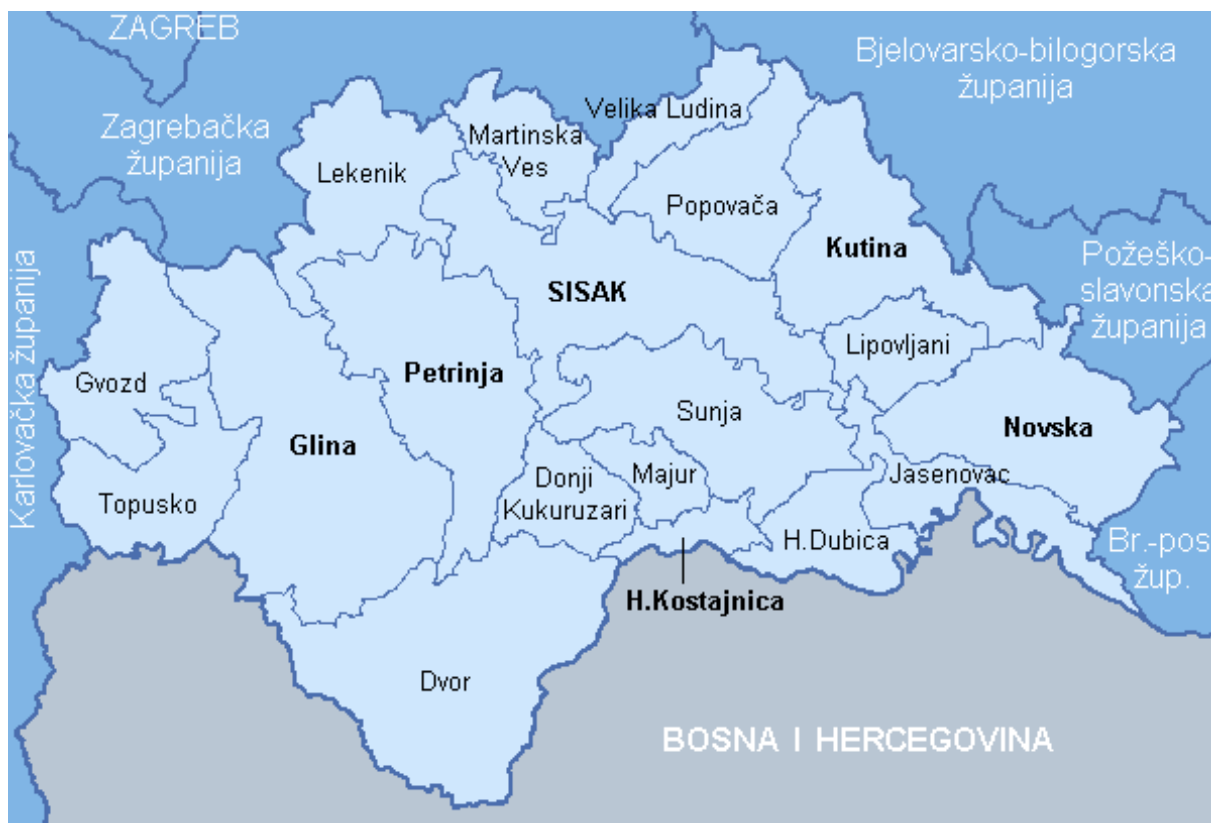 ZAGREB
Bjelovarsko-bilogorska
županija
Zagrebačka
županija
Velika Ludina
Martinska
Ves
Lekenik
Popovača
Kutina
Požeško-
slavonska
županija
Karlovačka županija
SISAK
Lipovljani
Gvozd
Petrinja
Sunja
Novska
Glina
Donji
Kukuruzari
Majur
Jasenovac
Topusko
H.Dubica
Br.-pos
žup.
H.Kostajnica
Dvor
BOSNA I HERCEGOVINA